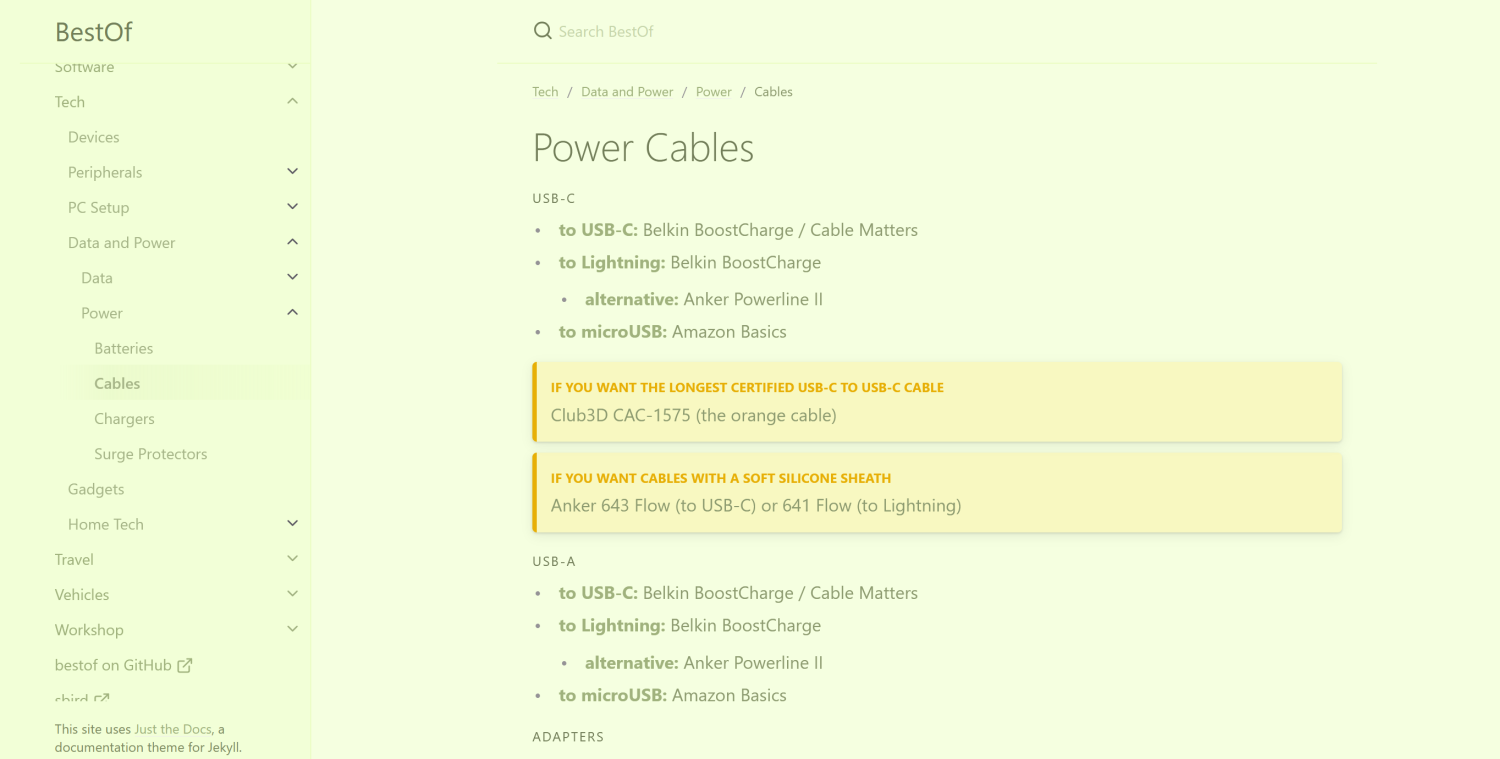 BestOf
Software
Tech
Devices
Peripherals
PC Setup
Data and Power
Data
Power
Batteries
Cables
Chargers
Surge Protectors
Gadgets
Home Tech
Travel
Vehicles
Workshop
bestof on GitHub
sbird
This site uses Just the Docs, a
documentation theme for Jekyll.
Search BestOf
Tech / Data and Power / Power / Cables
Power Cables
USB-C
• to USB-C: Belkin BoostCharge / Cable Matters
• to Lightning: Belkin BoostCharge
• alternative: Anker Powerline II
• to microUSB: Amazon Basics
IF YOU WANT THE LONGEST CERTIFIED USB-C TO USB-C CABLE
Club3D CAC-1575 (the orange cable)
IF YOU WANT CABLES WITH A SOFT SILICONE SHEATH
Anker 643 Flow (to USB-C) or 641 Flow (to Lightning)
USB-A
• to USB-C: Belkin BoostCharge / Cable Matters
• to Lightning: Belkin BoostCharge
• alternative: Anker Powerline II
• to microUSB: Amazon Basics
ADAPTERS